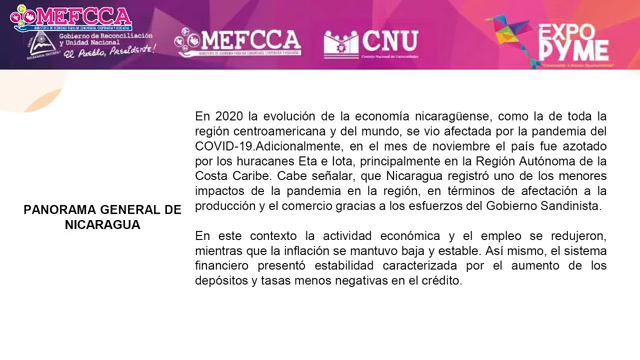 MEFCCA
Gobierno de Reconciliación
y Unidad Nacional
El Pueblo, Presidente!
MEFCCA
CNU
Consejo Nacional de Universidades
EXPO
PYME
PANORAMA GENERAL DE
NICARAGUA
En 2020 la evolución de la economía nicaragüense, como la de toda la
región centroamericana y del mundo, se vio afectada por la pandemia del
COVID-19.Adicionalmente, en el mes de noviembre el país fue azotado
por los huracanes Eta e Iota, principalmente en la Región Autónoma de la
Costa Caribe. Cabe señalar, que Nicaragua registró uno de los menores
impactos de la pandemia en la región, en términos de afectación a la
producción y el comercio gracias a los esfuerzos del Gobierno Sandinista.
En este contexto la actividad económica y el empleo se redujeron,
mientras que la inflación se mantuvo baja y estable. Así mismo, el sistema
financiero presentó estabilidad caracterizada por el aumento de los
depósitos y tasas menos negativas en el crédito.